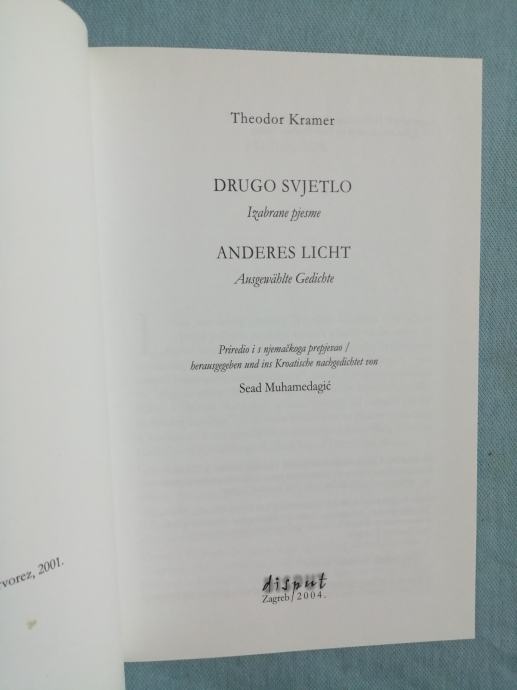 Theodor Kramer
DRUGO SVJETLO
Izabrane pjesme
ANDERES LICHT
Ausgewählte Gedichte
Priredio i s njemačkoga prepjevao /
herausgegeben und ins Kroatische nachgedichtet von
Sead Muhamedagić
disput
Zagreb / 2004.
vorez, 2001.